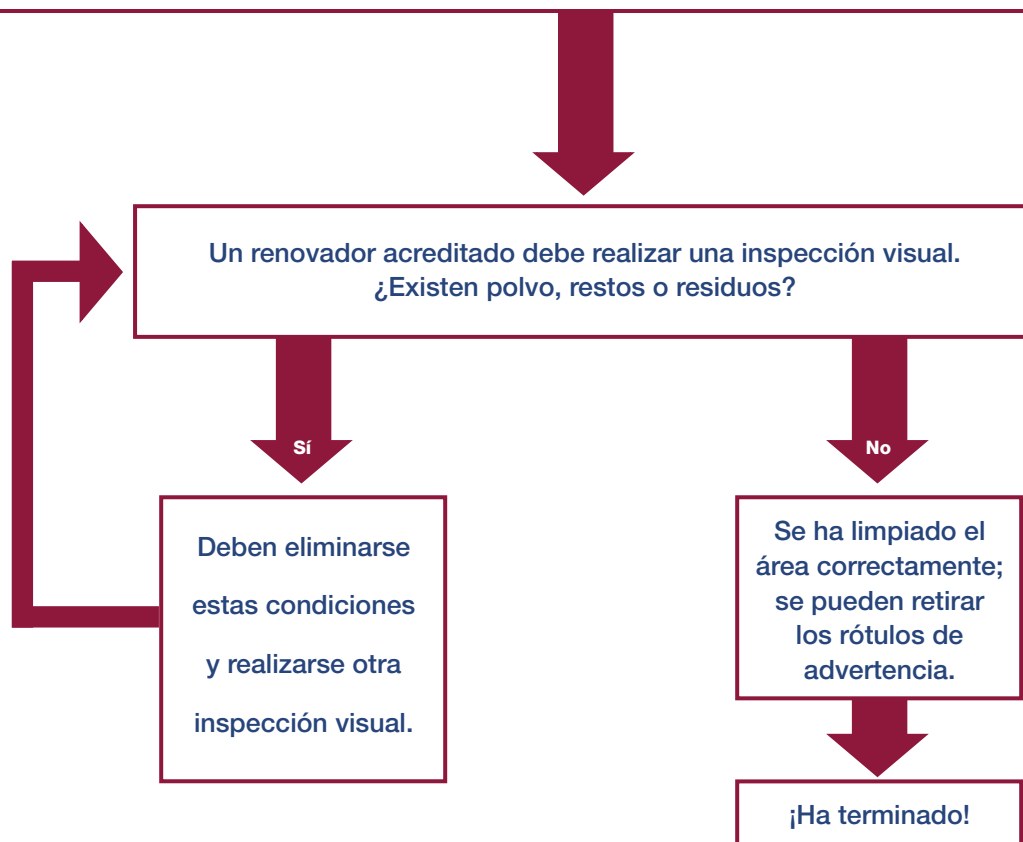 Un renovador acreditado debe realizar una inspección visual.
¿Existen polvo, restos o residuos?
Sí
No
Deben eliminarse
estas condiciones
y realizarse otra
inspección visual.
Se ha limpiado el
área correctamente;
se pueden retirar
los rótulos de
advertencia.
¡Ha terminado!